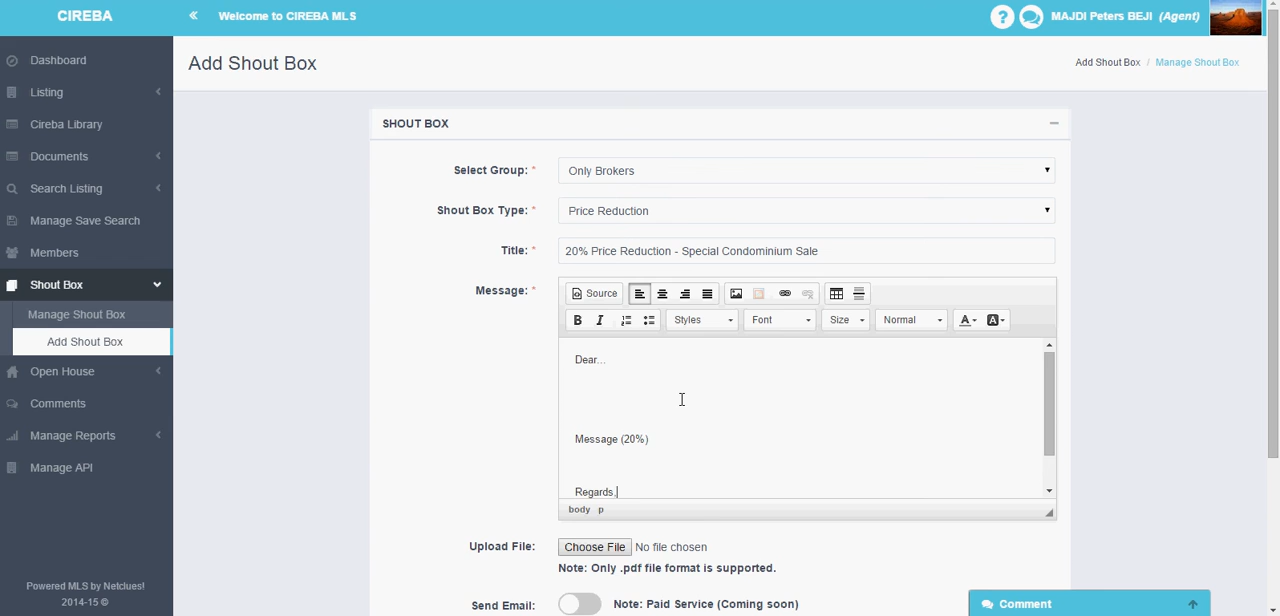 CIREBA
Welcome to CIREBA MLS
MAJDI Peters BEJI (Agent)
Add Shout Box
Add Shout Box / Manage Shout Box
Dashboard
Listing
Cireba Library
Documents
Search Listing
Manage Save Search
Members
Shout Box
Manage Shout Box
Add Shout Box
Open House
Comments
Manage Reports
Manage API
Powered MLS by Netclues!
2014-15 ©
SHOUT BOX
Select Group: * Only Brokers
Shout Box Type: * Price Reduction
Title: * 20% Price Reduction - Special Condominium Sale
Message: *
Source
B I Styles Font Size Normal A A
Dear...
Message (20%)
Regards,
body p
Upload File: Choose File No file chosen
Note: Only .pdf file format is supported.
Send Email: Note: Paid Service (Coming soon)
Comment